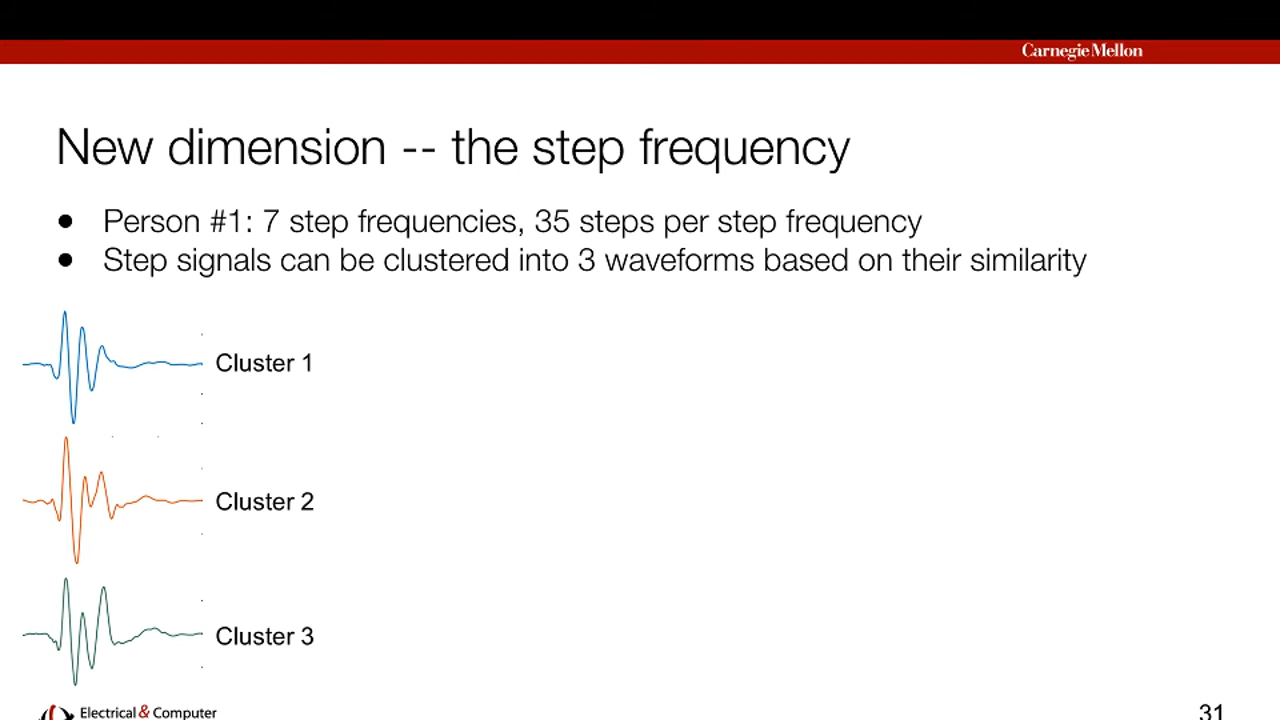 Carnegie Mellon
New dimension -- the step frequency
● Person #1: 7 step frequencies, 35 steps per step frequency
● Step signals can be clustered into 3 waveforms based on their similarity
Cluster 1
Cluster 2
Cluster 3
Electrical & Computer
31